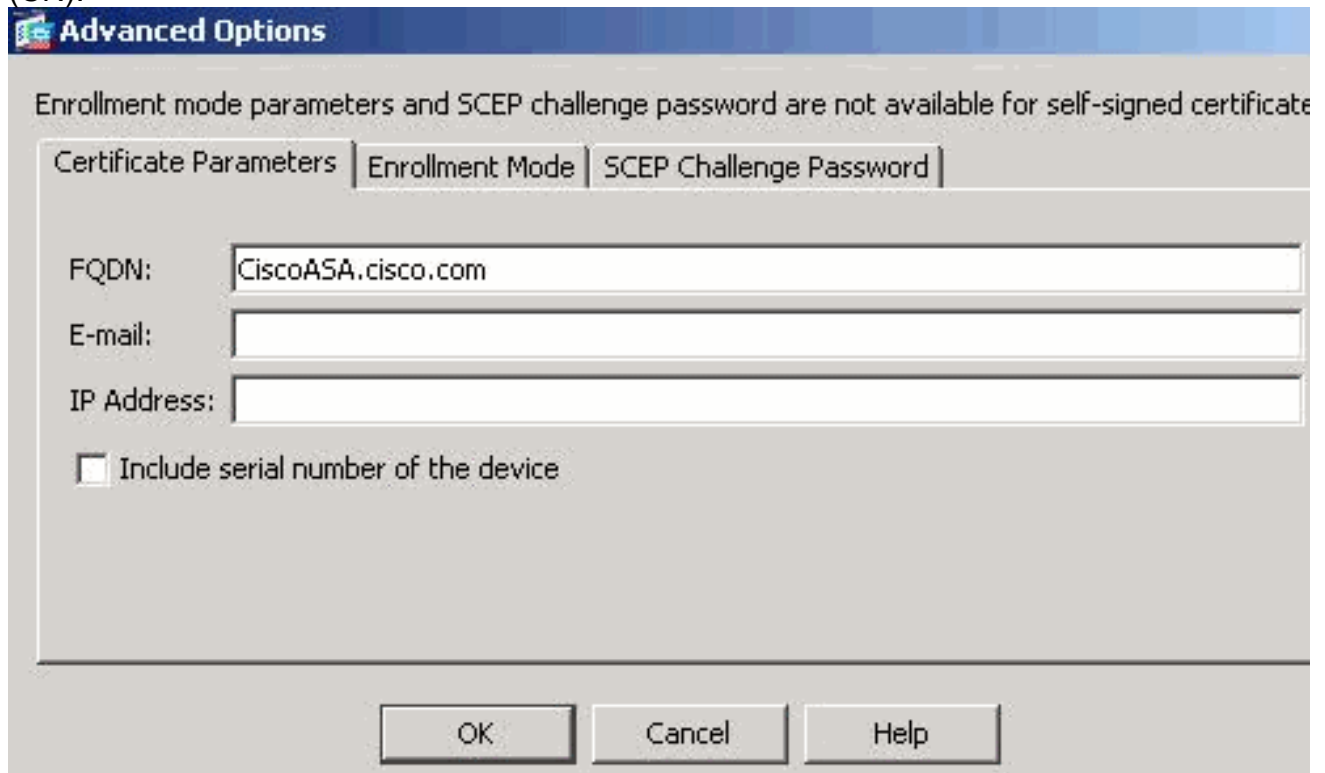 (CN).
Advanced Options
Enrollment mode parameters and SCEP challenge password are not available for self-signed certificate
Certificate Parameters Enrollment Mode SCEP Challenge Password
FQDN: CiscoASA.cisco.com
E-mail:
IP Address:
Include serial number of the device
OK Cancel Help